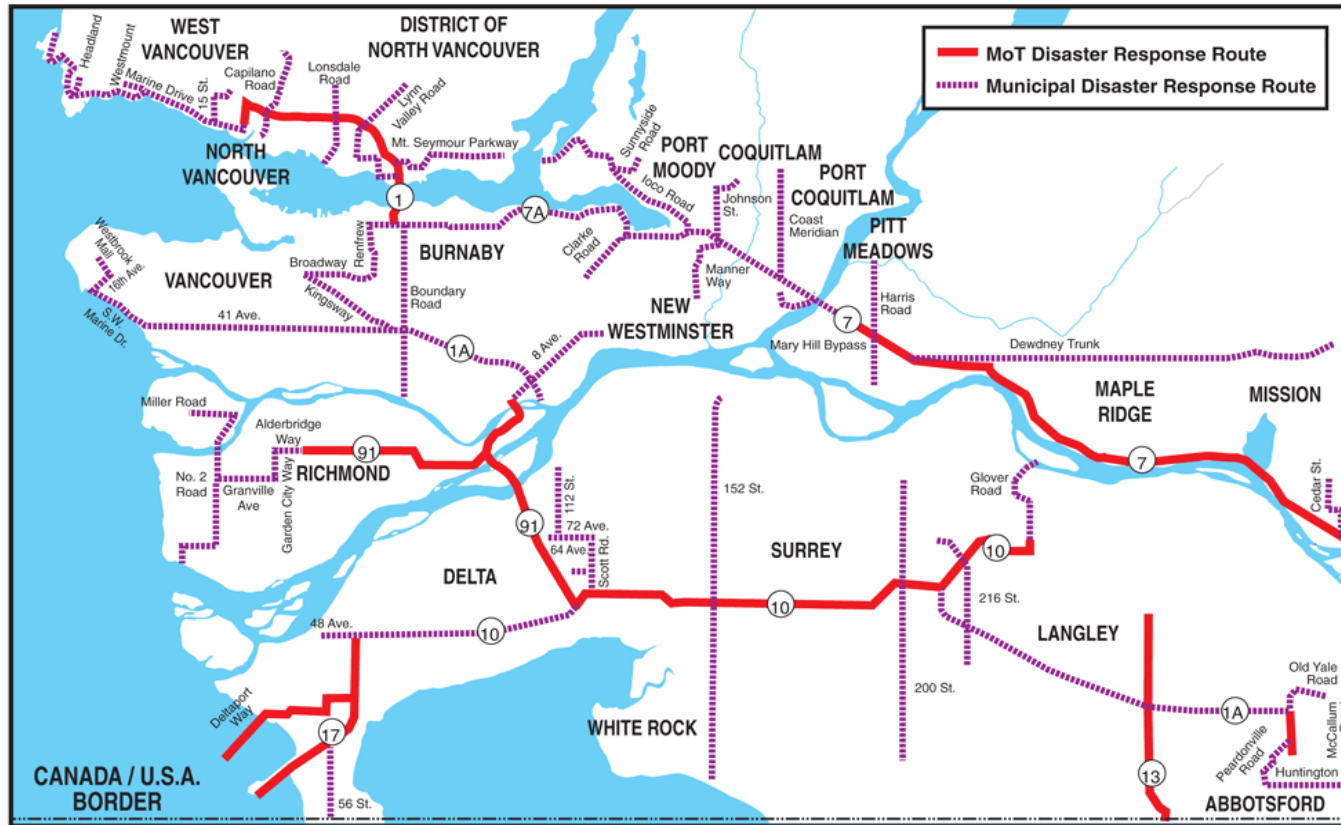 WEST
VANCOUVER
DISTRICT OF
NORTH VANCOUVER
MoT Disaster Response Route
Municipal Disaster Response Route
Headland
Westmount
Marine Drive
15 St.
Capilano
Road
Lonsdale
Road
Lynn
Valley Road
Mt. Seymour Parkway
NORTH
VANCOUVER
1
Sunnyside
Road
PORT
MOODY
COQUITLAM
PORT
COQUITLAM
Ioco Road
Johnson
St.
Coast
Meridian
PITT
MEADOWS
7A
Clarke
Road
Manner
Way
Harris
Road
Westbrook
Mall
16th Ave.
S.W.
Marine Dr.
VANCOUVER
Broadway
Renfrew
BURNABY
Kingsway
Boundary
Road
41 Ave.
1A
NEW
WESTMINSTER
8 Ave.
7
Mary Hill Bypass
Dewdney Trunk
MAPLE
RIDGE
MISSION
7
Cedar St.
Miller Road
Alderbridge
Way
91
RICHMOND
No. 2
Road
Granville
Ave
Garden City Way
91
112 St.
72 Ave.
64 Ave.
Scott Rd.
152 St.
SURREY
Glover
Road
10
10
216 St.
DELTA
48 Ave.
10
LANGLEY
200 St.
Old Yale
Road
1A
McCallum
Peardonville
Road
Huntington
WHITE ROCK
Deltaport
Way
17
56 St.
13
ABBOTSFORD
CANADA / U.S.A.
BORDER